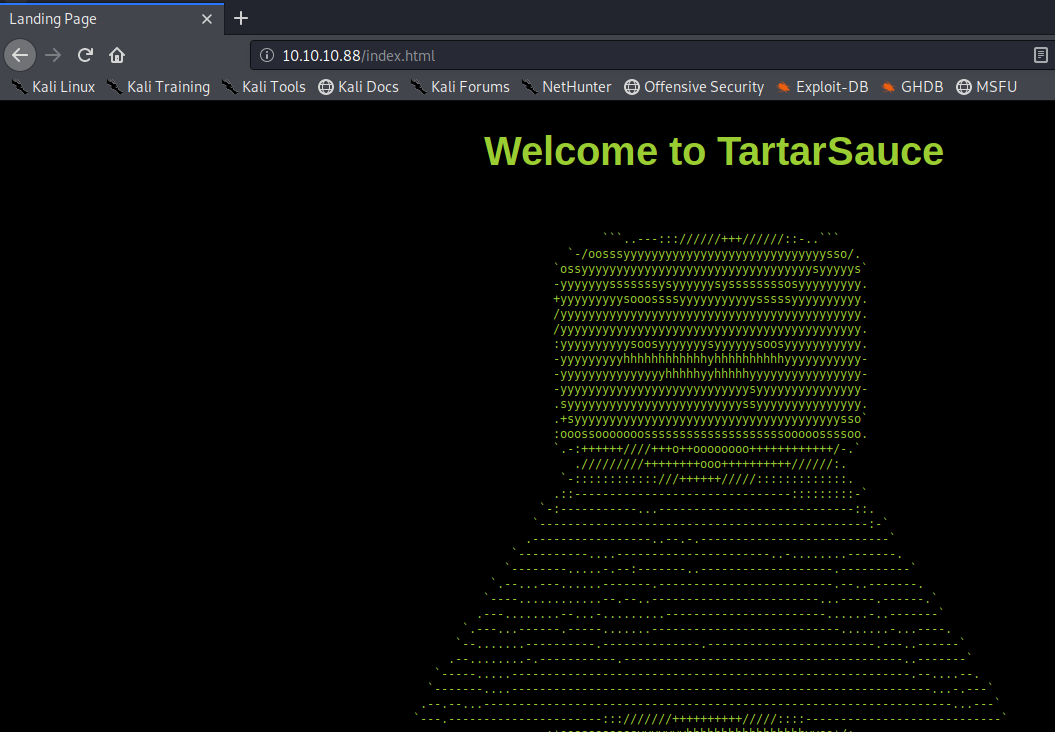 Landing Page
10.10.10.88/index.html
Kali Linux Kali Training Kali Tools Kali Docs Kali Forums NetHunter Offensive Security Exploit-DB GHDB MSFU
Welcome to TartarSauce